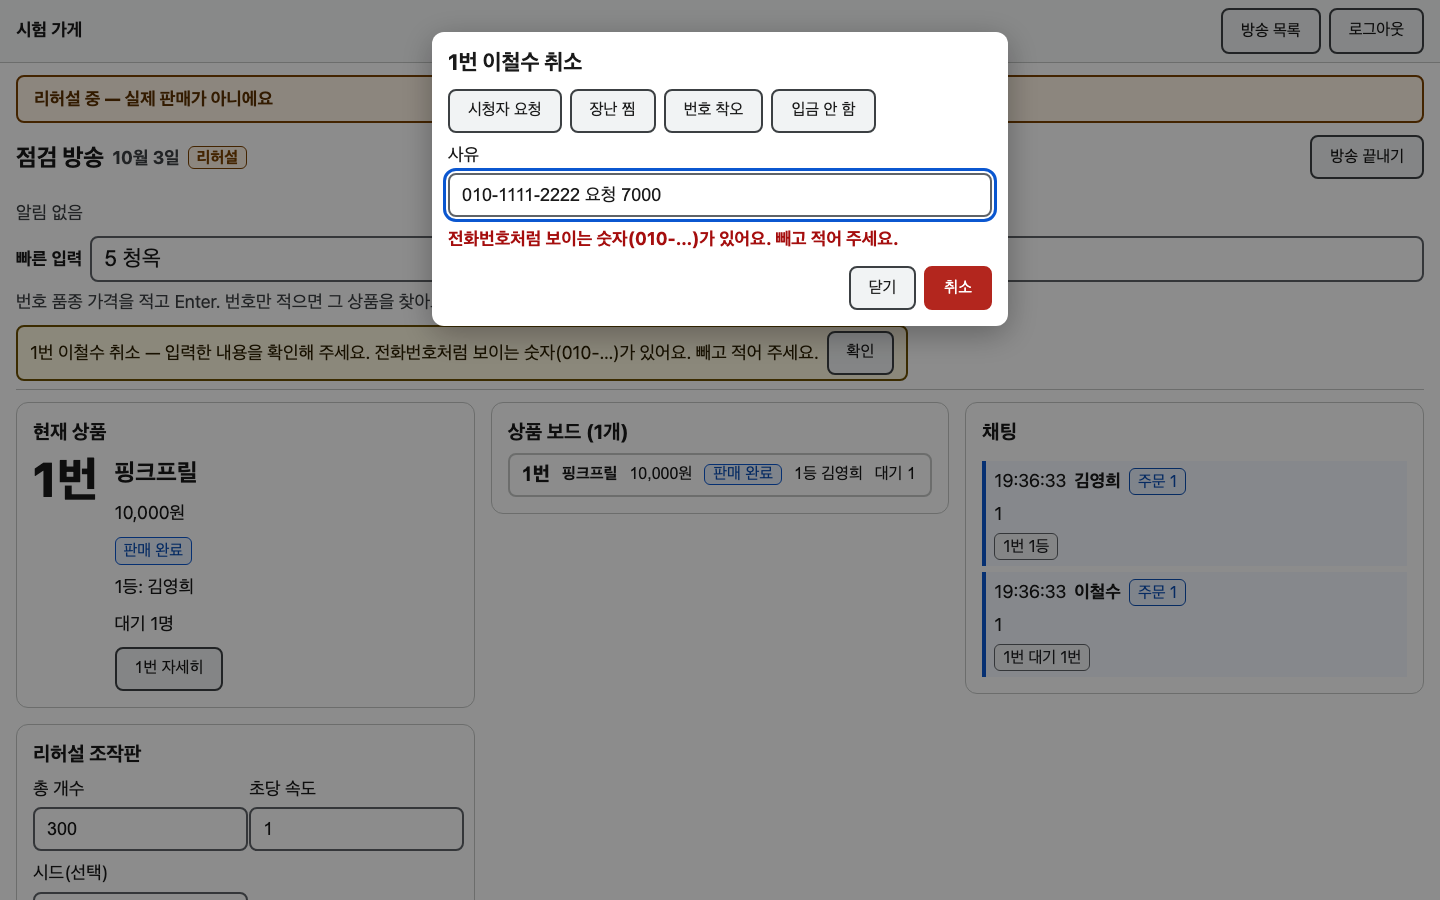 시험 가게
방송 목록
로그아웃
1번 이철수 취소
시청자 요청
장난 찜
번호 착오
입금 안 함
사유
010-1111-2222 요청 7000
전화번호처럼 보이는 숫자(010-...)가 있어요. 빼고 적어 주세요.
닫기
취소
리허설 중 — 실제 판매가 아니에요
점검 방송 10월 3일 리허설
방송 끝내기
알림 없음
빠른 입력
5 청옥
번호 품종 가격을 적고 Enter. 번호만 적으면 그 상품을 찾아
1번 이철수 취소 — 입력한 내용을 확인해 주세요. 전화번호처럼 보이는 숫자(010-...)가 있어요. 빼고 적어 주세요.
확인
현재 상품
1번
핑크프릴
10,000원
판매 완료
1등: 김영희
대기 1명
1번 자세히
상품 보드 (1개)
1번 핑크프릴 10,000원 판매 완료 1등 김영희 대기 1
채팅
19:36:33 김영희 주문 1
1
1번 1등
19:36:33 이철수 주문 1
1
1번 대기 1번
리허설 조작판
총 개수
초당 속도
300
1
시드(선택)